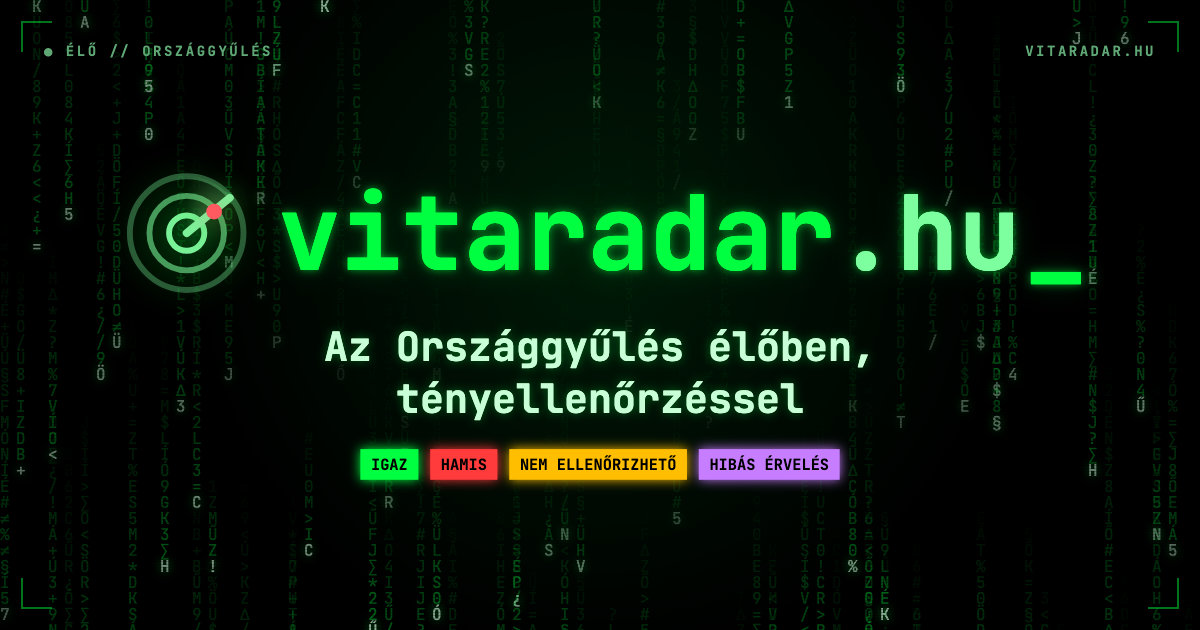 ● ÉLŐ // ORSZÁGGYŰLÉS
VITARADAR.HU
vitaradar.hu_
Az Országgyűlés élőben,
tényellenőrzéssel
IGAZ
HAMIS
NEM ELLENŐRIZHETŐ
HIBÁS ÉRVELÉS